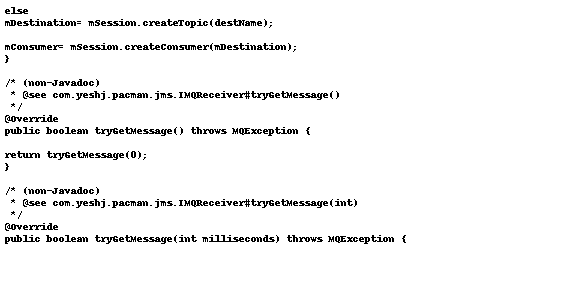 else
mDestination= mSession.createTopic(destName);
mConsumer= mSession.createConsumer(mDestination);
}
/* (non-Javadoc)
* @see com.yeshj.pacman.jms.IMQReceiver#tryGetMessage()
*/
@Override
public boolean tryGetMessage() throws MQException {
return tryGetMessage(0);
}
/* (non-Javadoc)
* @see com.yeshj.pacman.jms.IMQReceiver#tryGetMessage(int)
*/
@Override
public boolean tryGetMessage(int milliseconds) throws MQException {